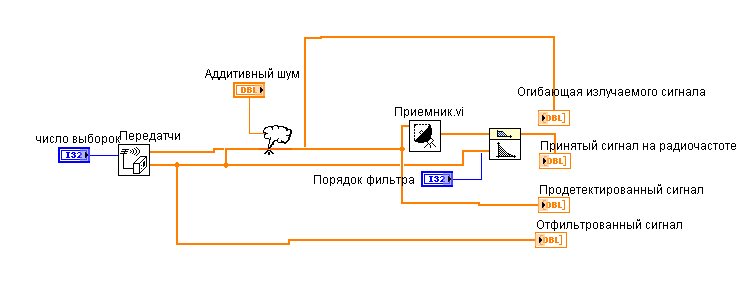 Аддитивный шум
DBL
Огибающая излучаемого сигнала
Приемник.vi
DBL]
число выборок
Передатчи
I32
Принятый сигнал на радиочастоте
DBL]
Порядок фильтра
I32
Продетектированный сигнал
DBL]
Отфильтрованный сигнал
DBL]